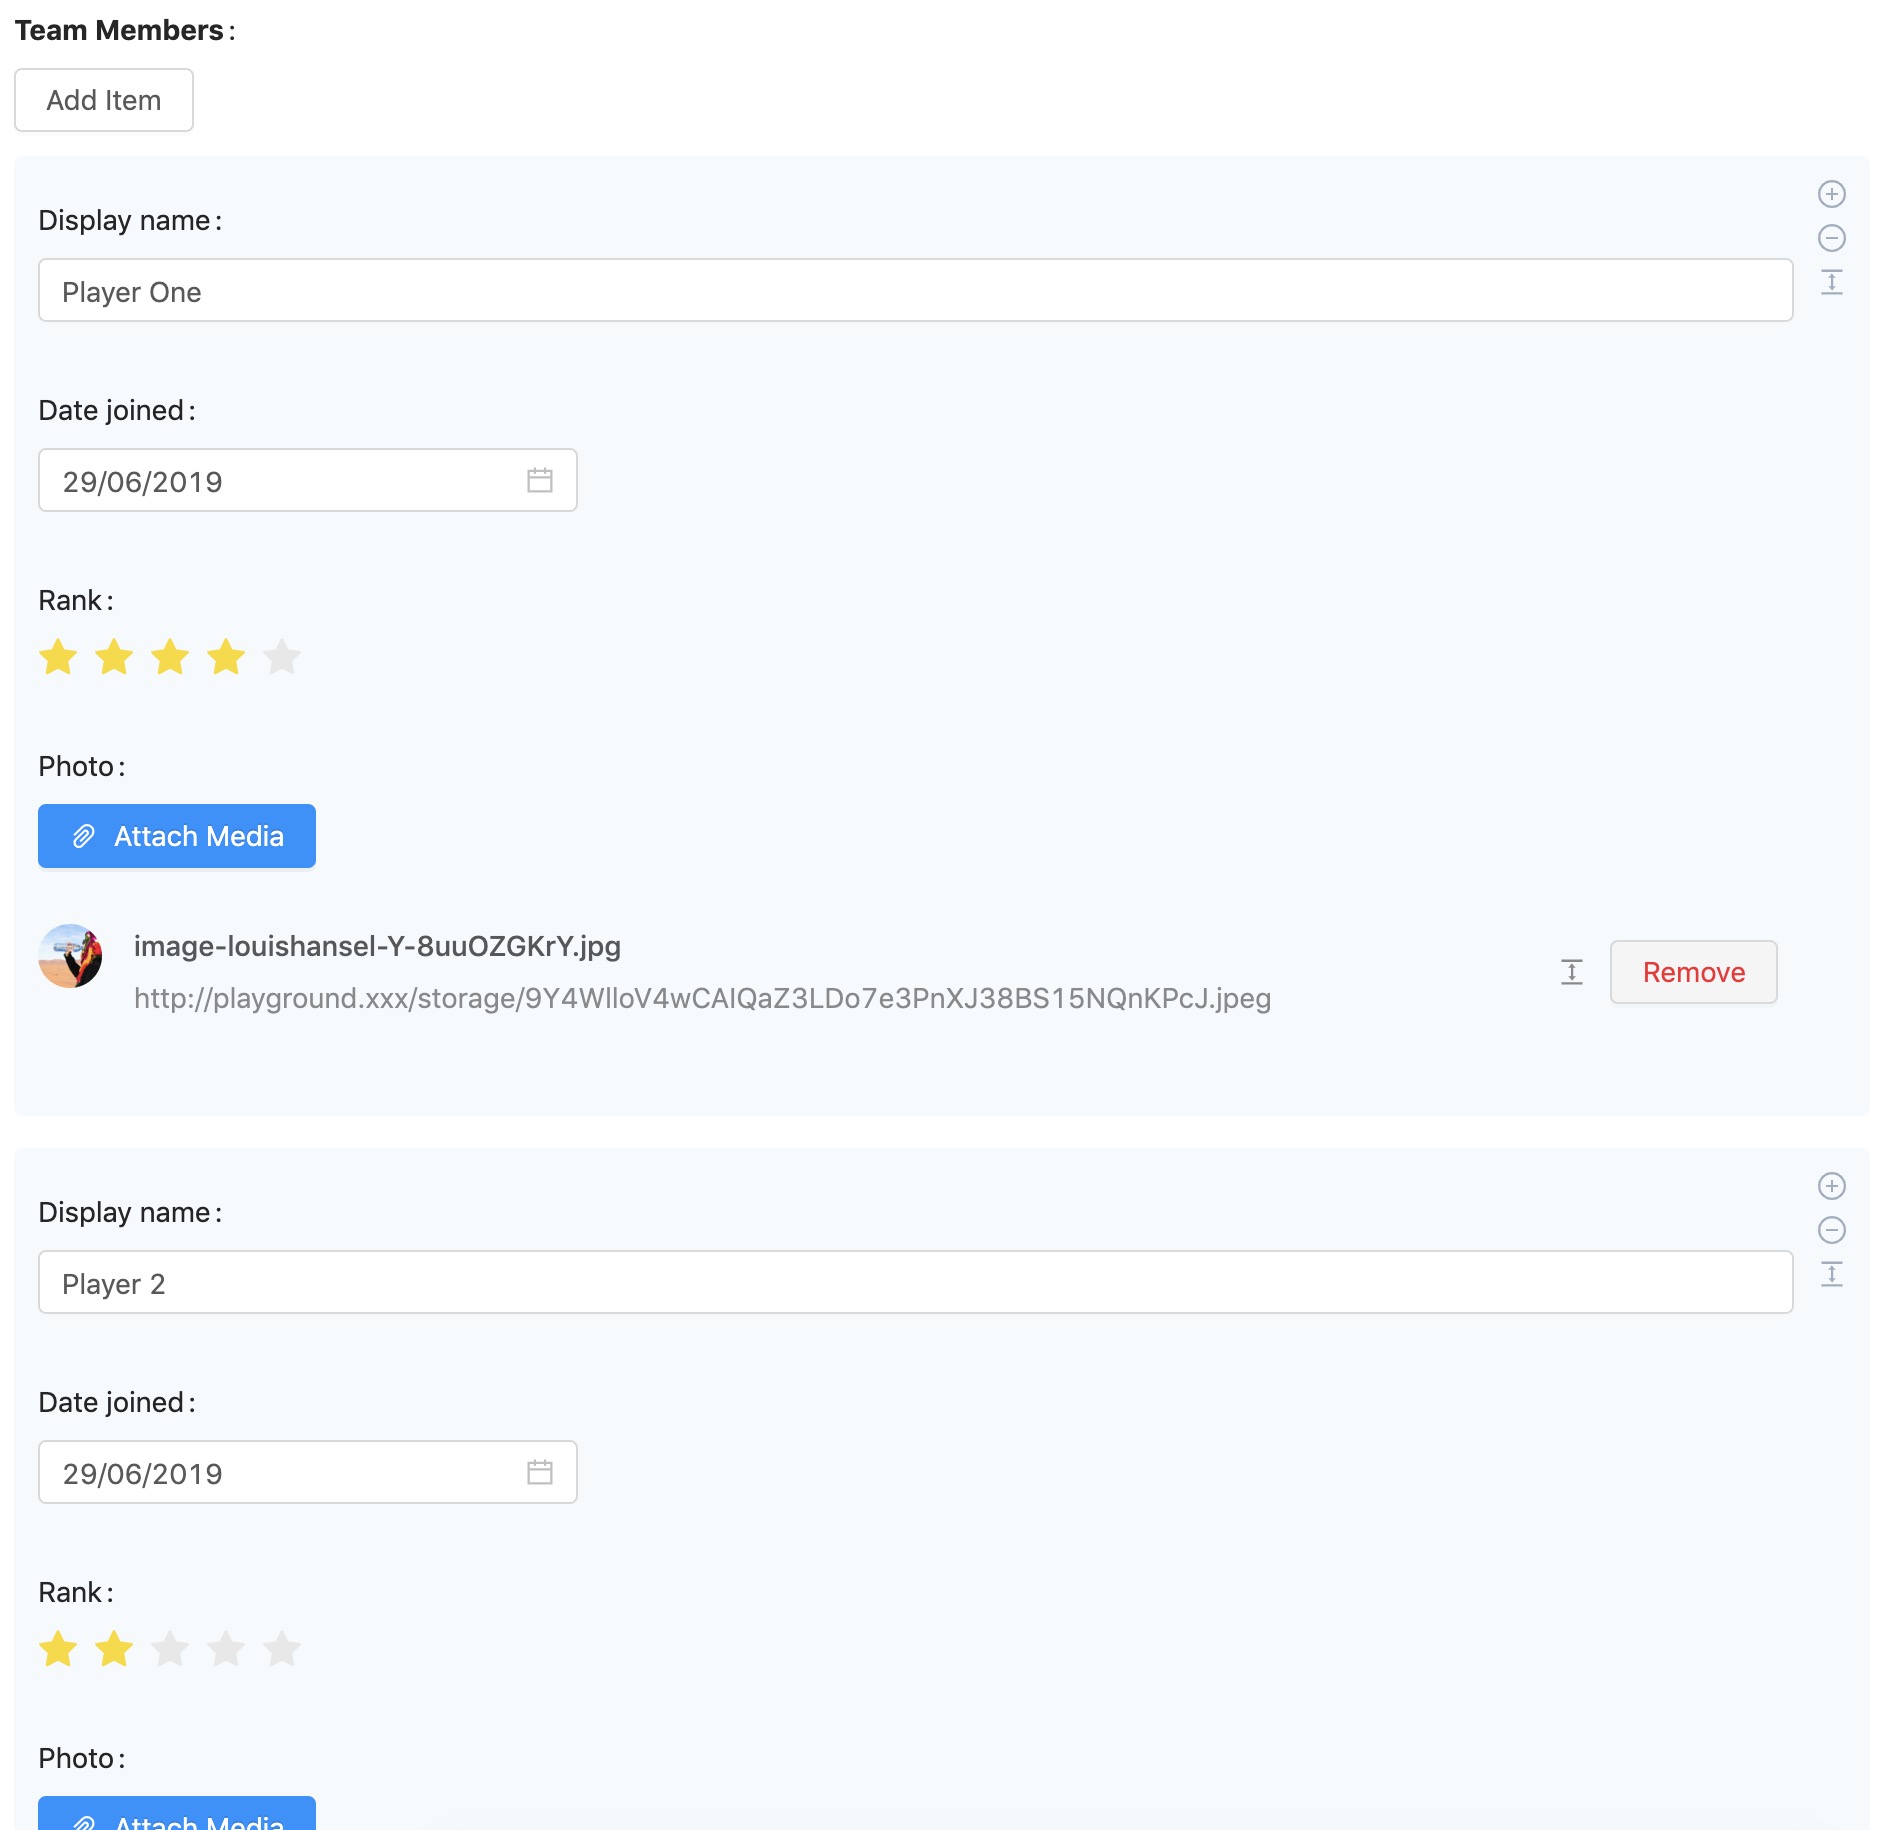 Team Members:
Add Item
Display name:
Player One
Date joined:
29/06/2019
Rank:
Photo:
Attach Media
image-louishansel-Y-8uuOZGKrY.jpg
http://playground.xxx/storage/9Y4WlloV4wCAIQaZ3LDo7e3PnXJ38BS15NQnKPcJ.jpeg
Remove
Display name:
Player 2
Date joined:
29/06/2019
Rank:
Photo:
Attach Media